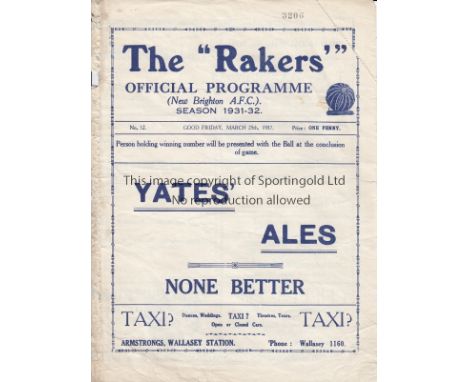 3206
The "Rakers'"
OFFICIAL PROGRAMME
(New Brighton A.F.C.).
SEASON 1931-32.
No. 12. GOOD FRIDAY, MARCH 25th, 1932. Price: ONE PENNY.
Person holding winning number will be presented with the Ball at the conclusion
of game.
This image copyright of Sportingold Ltd
No reproduction allowed
YATES'
ALES
NONE BETTER
TAXI? Dances, Weddings. TAXI? Theatres, Tours. TAXI?
Open or Closed Cars.
ARMSTRONGS, WALLASEY STATION. 'Phone: Wallasey 1160.